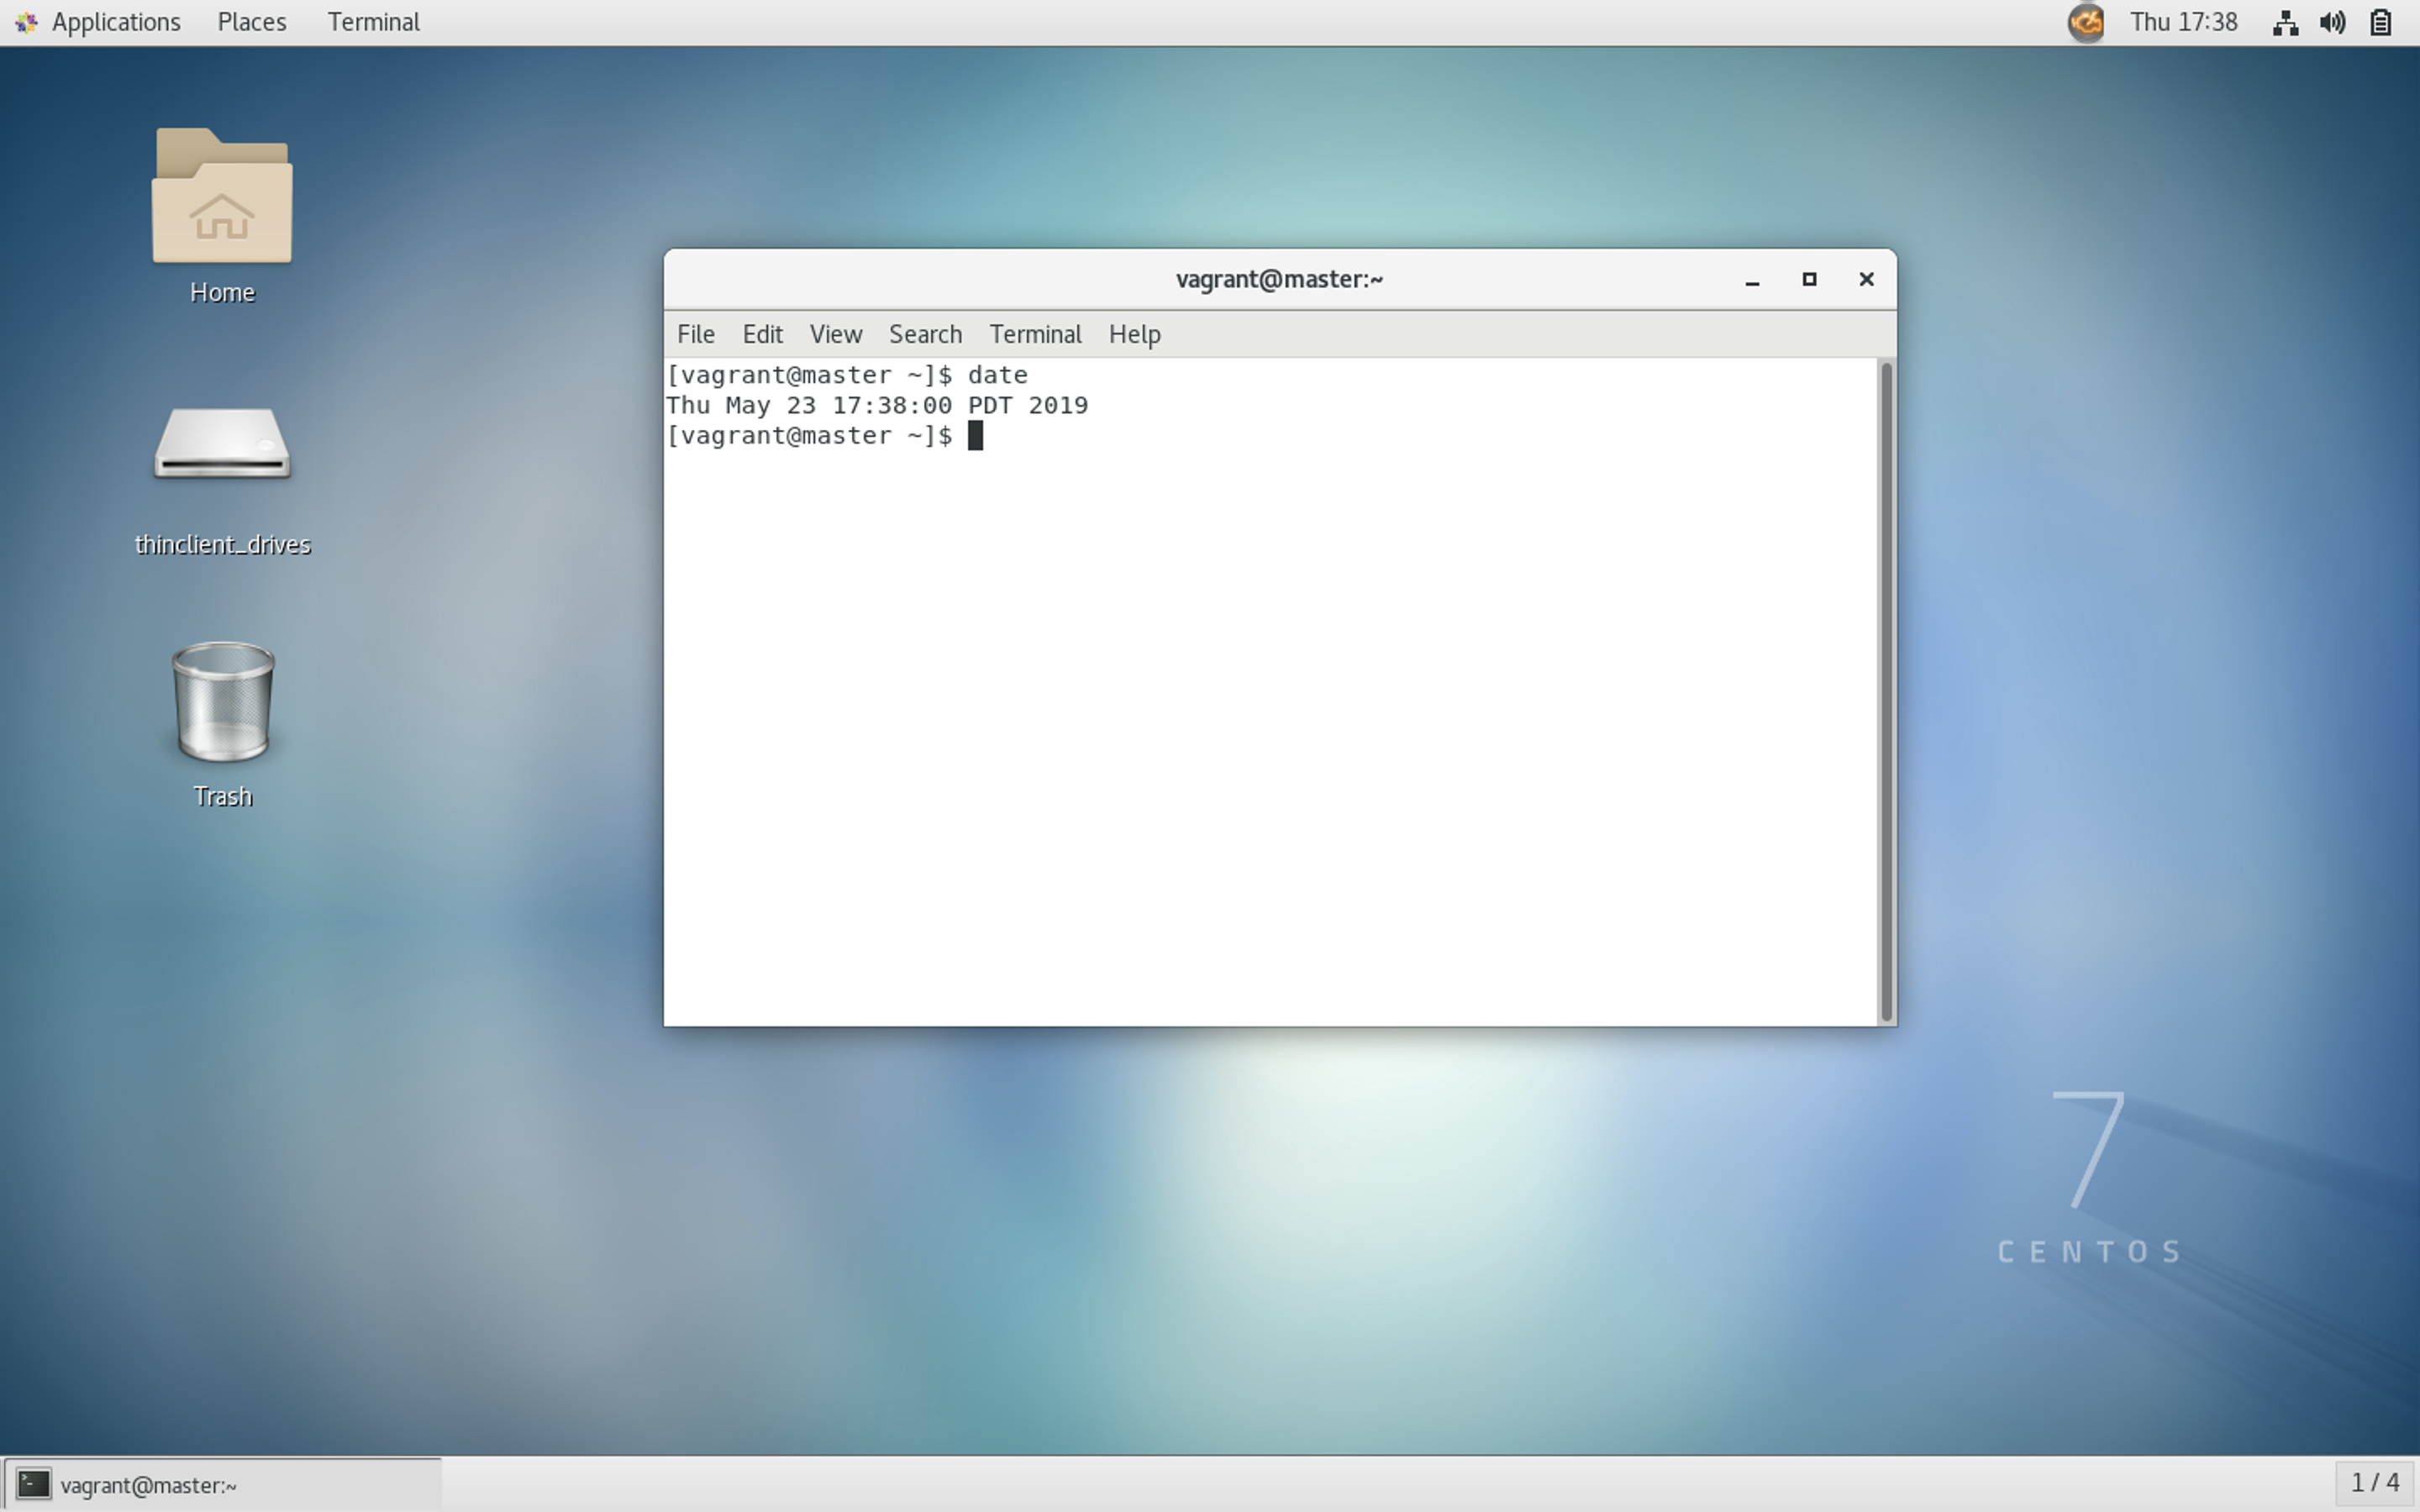 Applications Places Terminal Thu 17:38
Home
thinclient_drives
Trash
vagrant@master:~
File Edit View Search Terminal Help
[vagrant@master ~]$ date
Thu May 23 17:38:00 PDT 2019
[vagrant@master ~]$
7
CENTOS
vagrant@master:~
1 / 4